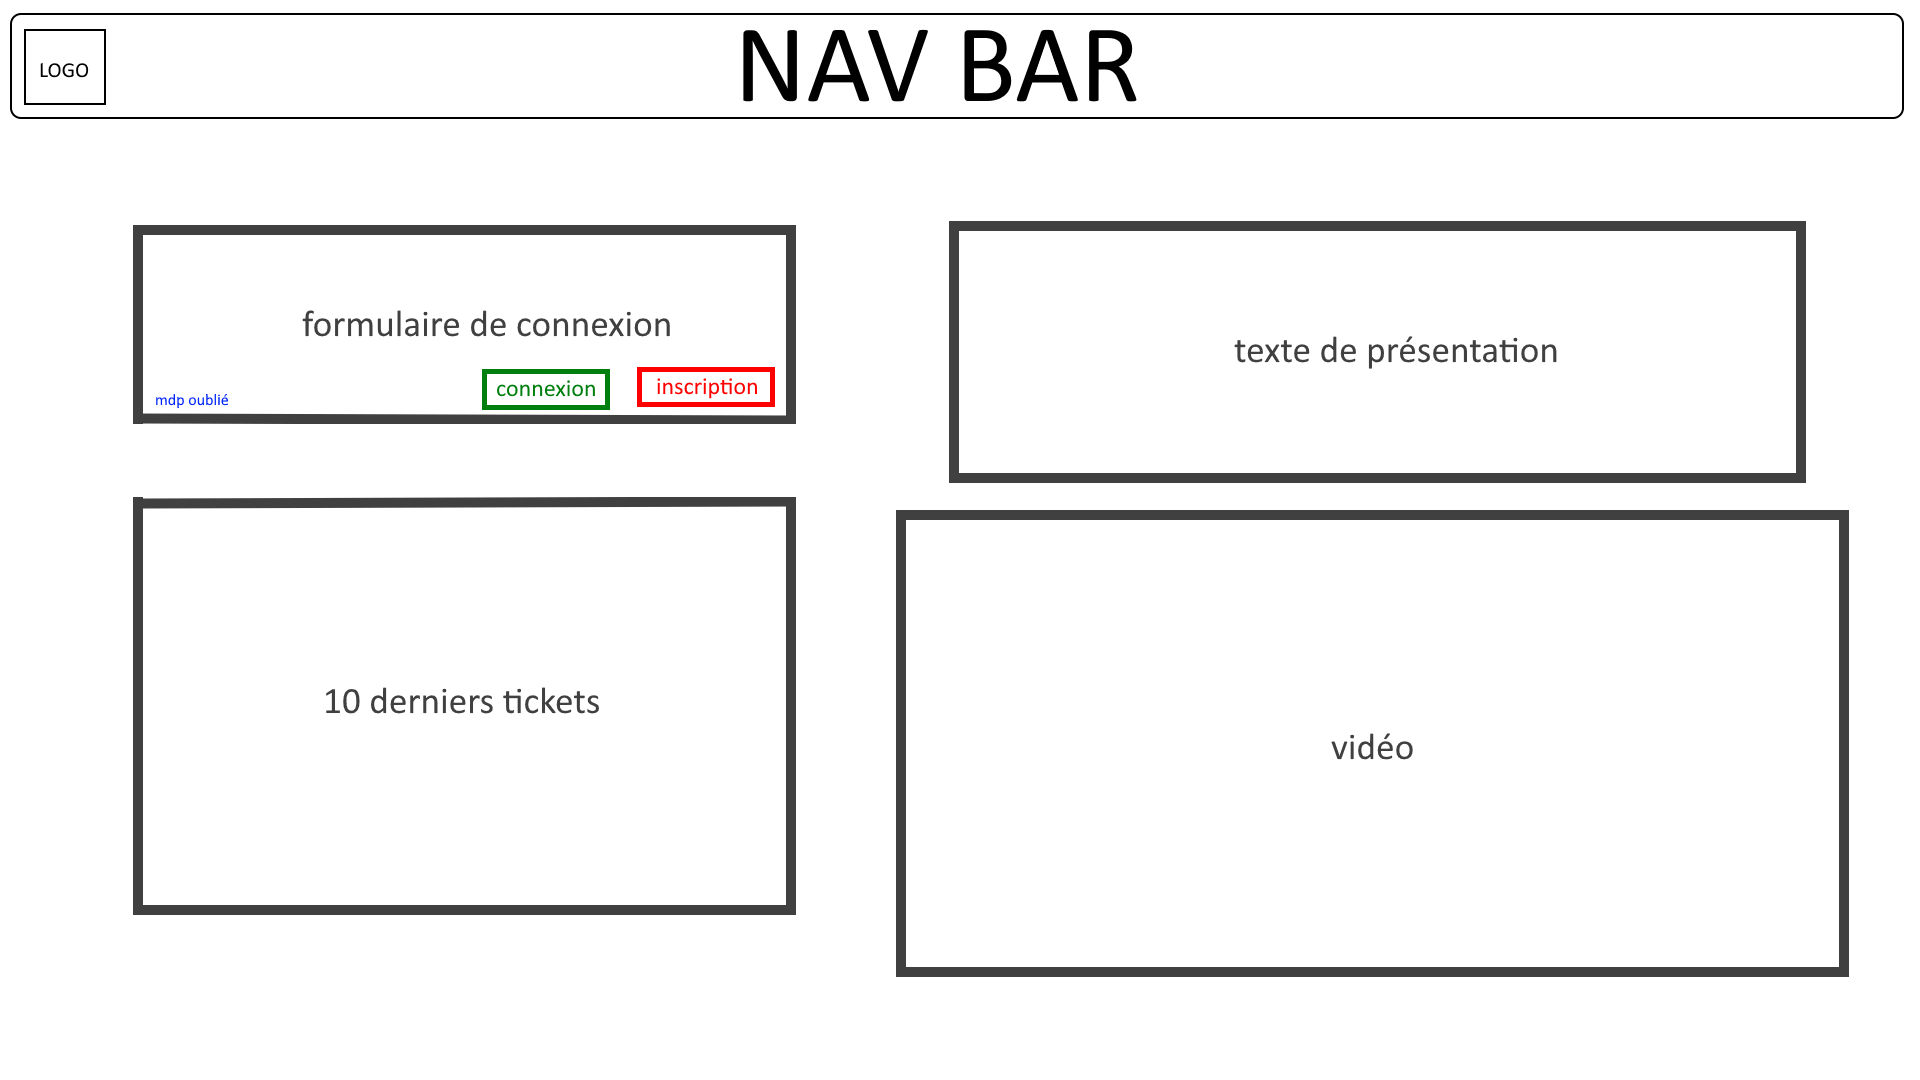 LOGO
NAV BAR
formulaire de connexion
mdp oublié
connexion
inscription
texte de présentation
10 derniers tickets
vidéo